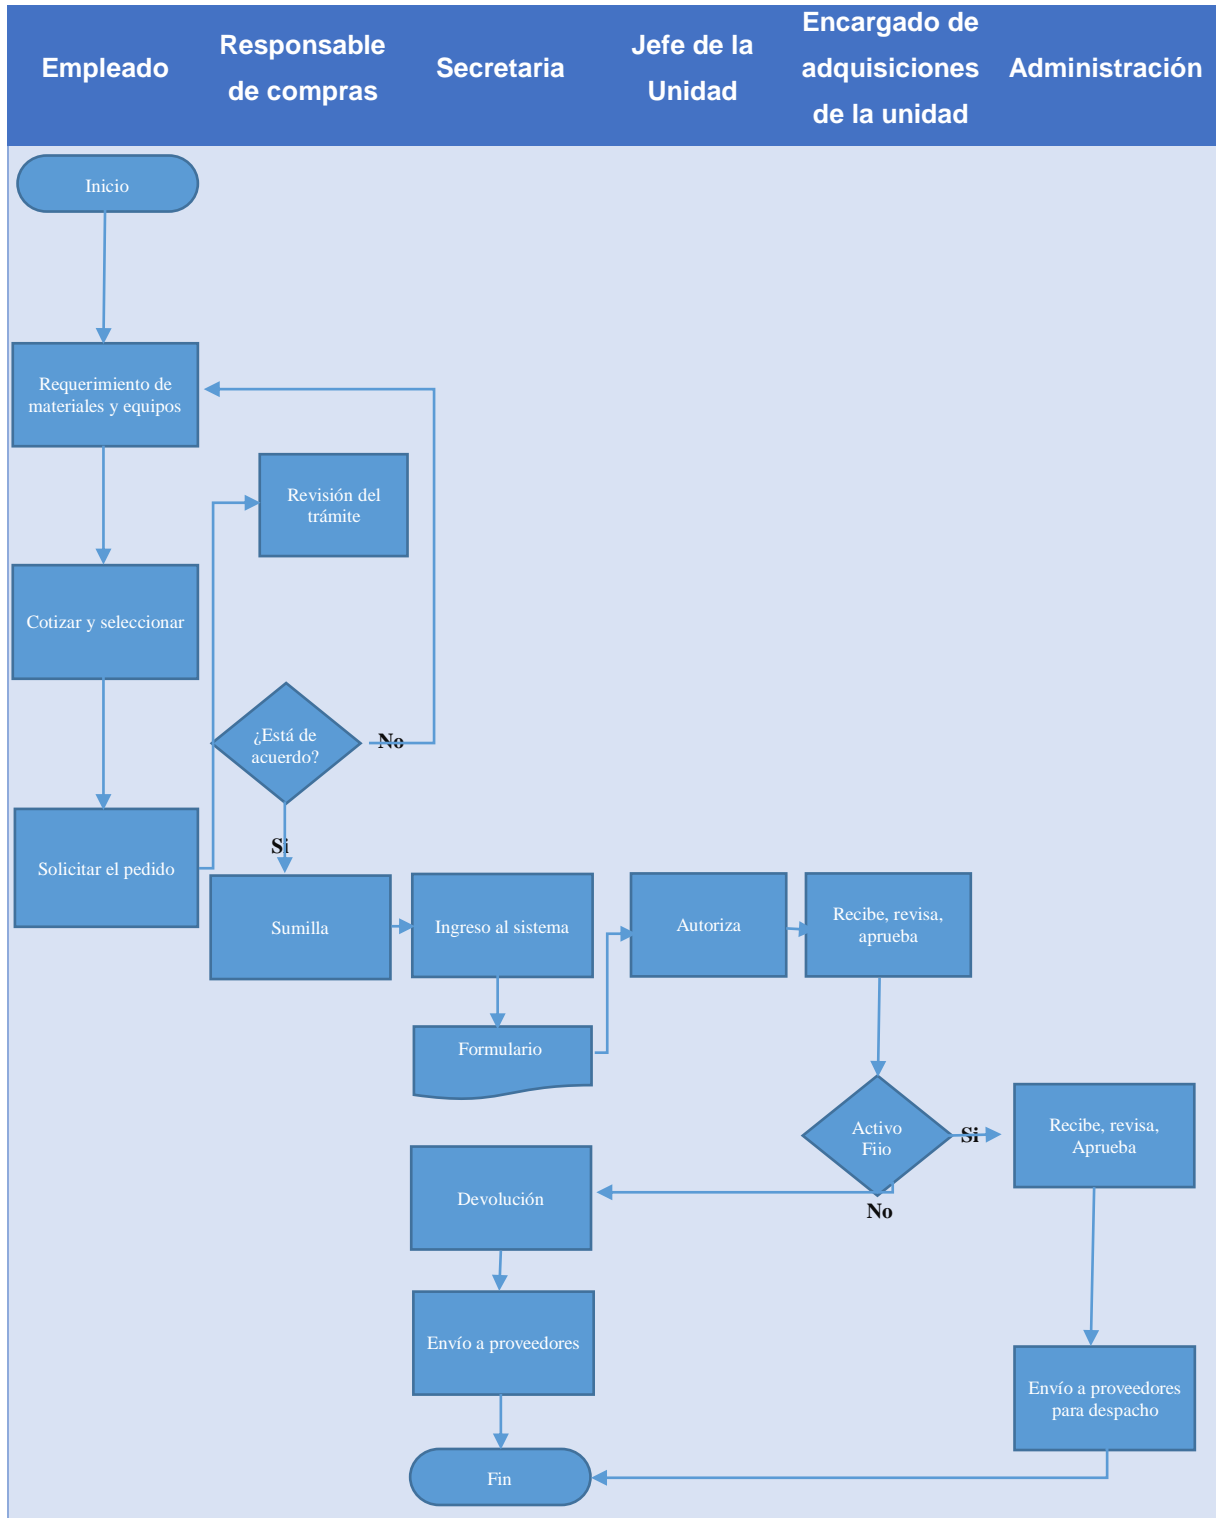 Empleado
Responsable
de compras
Secretaria
Jefe de la
Unidad
Encargado de
adquisiciones
de la unidad
Administración
Inicio
Requerimiento de
materiales y equipos
Revisión del
trámite
Cotizar y seleccionar
¿Está de
acuerdo?
No
Si
Solicitar el pedido
Sumilla
Ingreso al sistema
Autoriza
Recibe, revisa,
aprueba
Formulario
Activo
Fiio
Si
No
Recibe, revisa,
Aprueba
Devolución
Envío a proveedores
Envío a proveedores
para despacho
Fin